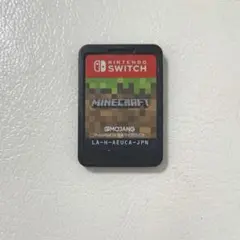 NINTENDO
SWITCH
MINECRAFT
MOJANG
LA-H-AEUCA-JPN